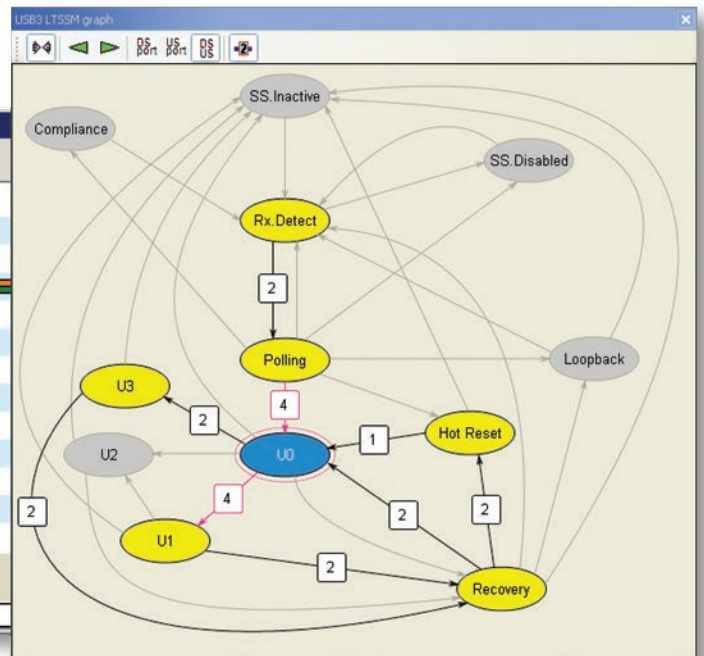 USB3 LTSSM graph
DS port
US port
DS US
2
SS.Inactive
Compliance
SS.Disabled
Rx.Detect
2
Polling
Loopback
U3
4
2
Hot Reset
1
U0
U2
4
2
2
2
U1
2
Recovery